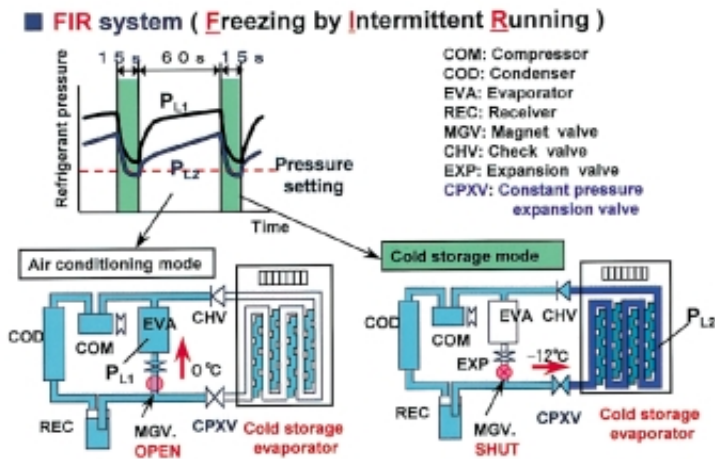 FIR system ( Freezing by Intermittent Running )
15s 60s 15s
Refrigerant pressure
PL1
PL2
Pressure
setting
Time
COM: Compressor
COD: Condenser
EVA: Evaporator
REC: Receiver
MGV: Magnet valve
CHV: Check valve
EXP: Expansion valve
CPXV: Constant pressure
expansion valve
Air conditioning mode
COD
COM
EVA
CHV
PL1
0℃
REC
MGV.
OPEN
CPXV
Cold storage
evaporator
Cold storage mode
COD
COM
EVA
CHV
PL2
EXP
-12℃
REC
MGV.
SHUT
CPXV
Cold storage
evaporator